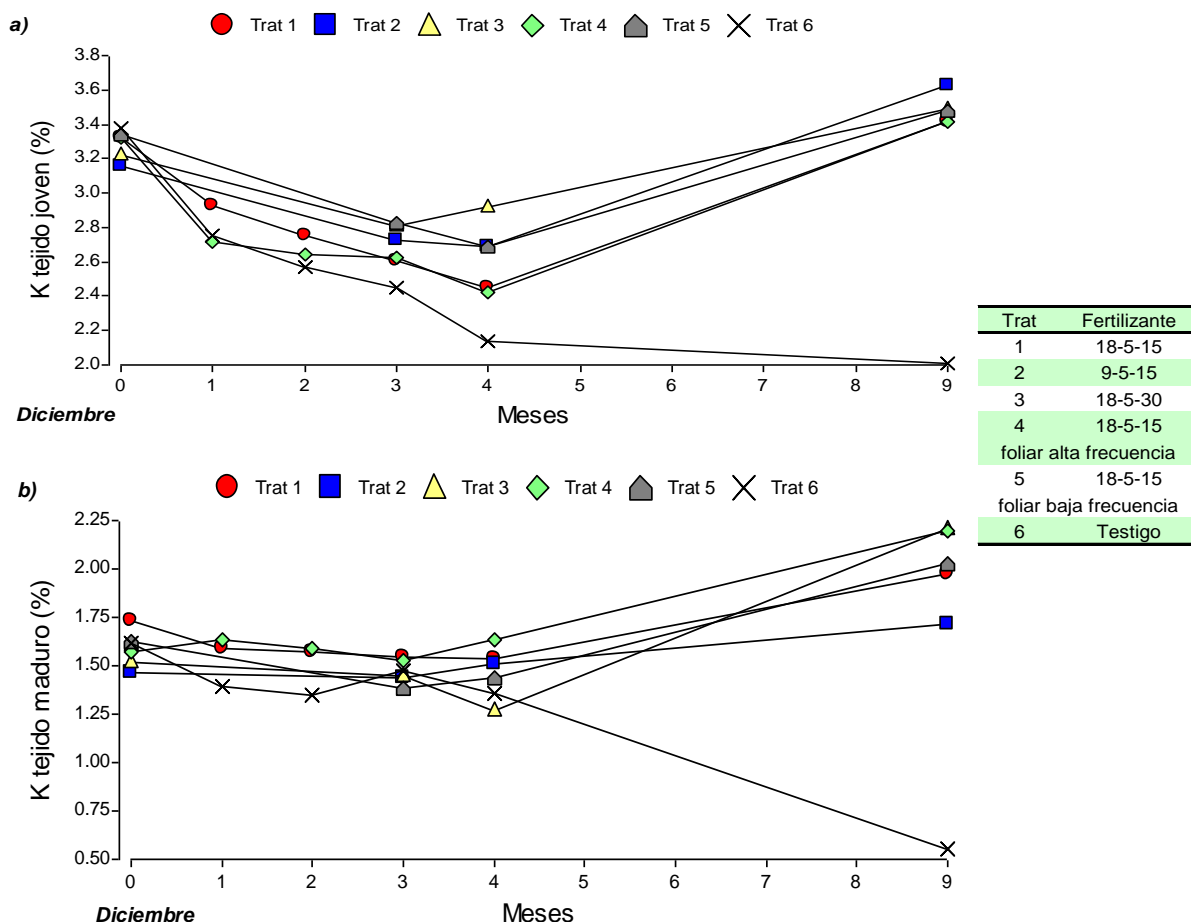 a)
Trat 1 Trat 2 Trat 3 Trat 4 Trat 5 Trat 6
K tejido joven (%)
3.8
3.6
3.4
3.2
3.0
2.8
2.6
2.4
2.2
2.0
0 1 2 3 4 5 6 7 8 9
Diciembre
Meses
Trat Fertilizante
1 18-5-15
2 9-5-15
3 18-5-30
4 18-5-15
foliar alta frecuencia
5 18-5-15
foliar baja frecuencia
6 Testigo
b)
Trat 1 Trat 2 Trat 3 Trat 4 Trat 5 Trat 6
K tejido maduro (%)
2.25
2.00
1.75
1.50
1.25
1.00
0.75
0.50
0 1 2 3 4 5 6 7 8 9
Diciembre
Meses